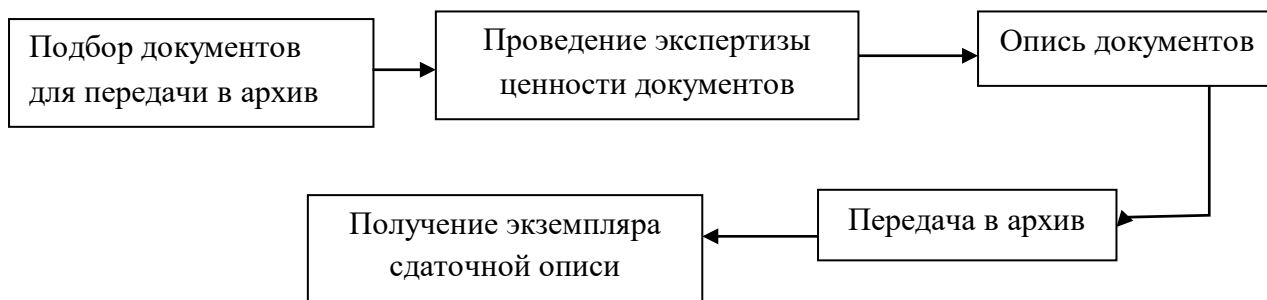 Подбор документов
для передачи в архив
Проведение экспертизы
ценности документов
Опись документов
Передача в архив
Получение экземпляра
сдаточной описи